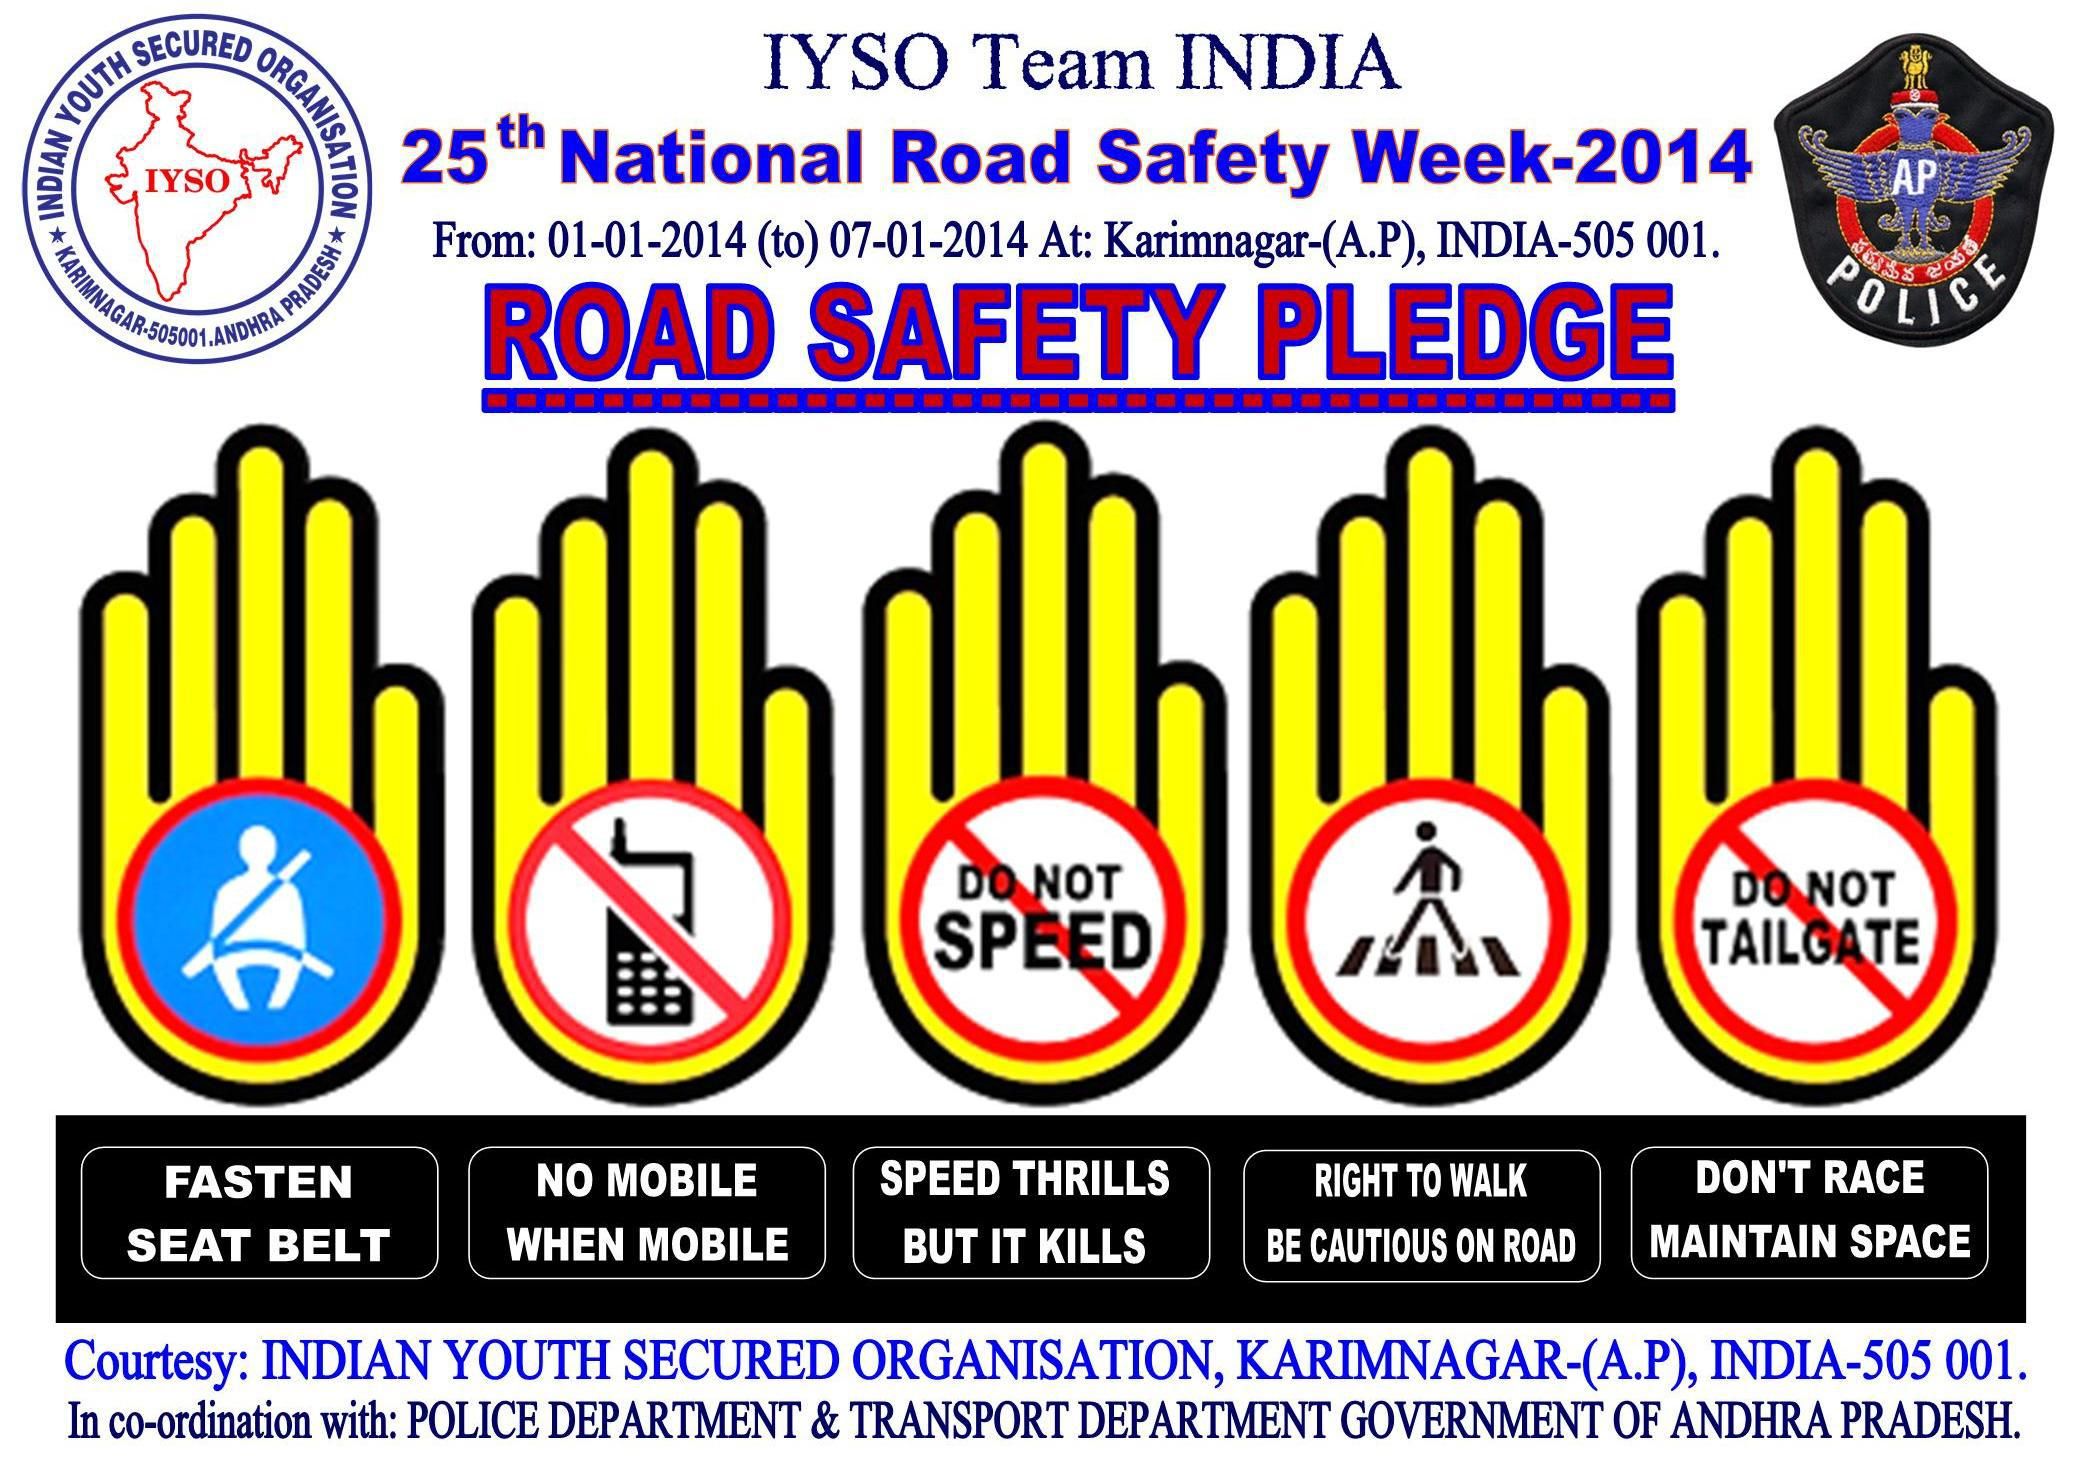 INDIAN YOUTH SECURED ORGANISATION
IYSO
★ KARIMNAGAR-505001.ANDHRA PRADESH ★
IYSO Team INDIA
25th National Road Safety Week-2014
From: 01-01-2014 (to) 07-01-2014 At: Karimnagar-(A.P), INDIA-505 001.
ROAD SAFETY PLEDGE
AP
POLICE
DO NOT
SPEED
DO NOT
TAILGATE
FASTEN
SEAT BELT
NO MOBILE
WHEN MOBILE
SPEED THRILLS
BUT IT KILLS
RIGHT TO WALK
BE CAUTIOUS ON ROAD
DON'T RACE
MAINTAIN SPACE
Courtesy: INDIAN YOUTH SECURED ORGANISATION, KARIMNAGAR-(A.P), INDIA-505 001.
In co-ordination with: POLICE DEPARTMENT & TRANSPORT DEPARTMENT GOVERNMENT OF ANDHRA PRADESH.